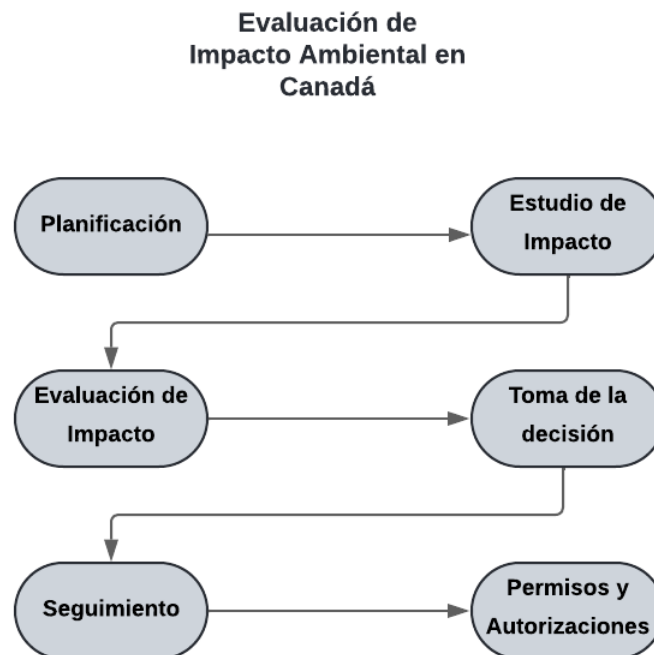 Evaluación de
Impacto Ambiental en
Canadá
Planificación
Estudio de
Impacto
Evaluación de
Impacto
Toma de la
decisión
Seguimiento
Permisos y
Autorizaciones